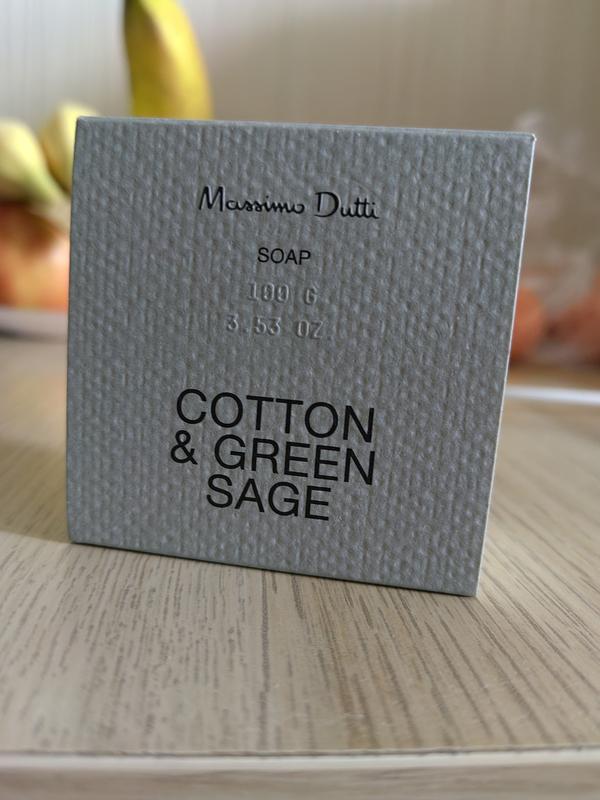 Massimo Dutti
SOAP
100 G
3.53 OZ.
COTTON
& GREEN
SAGE